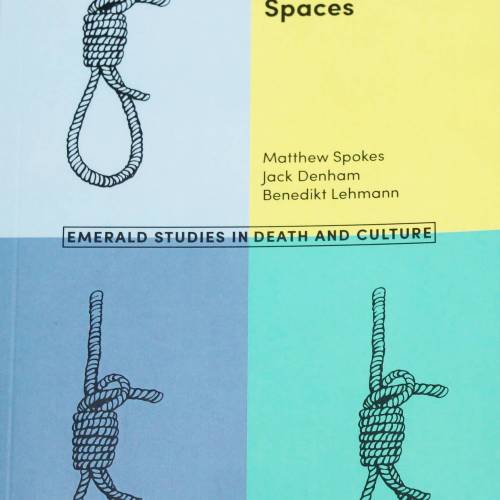 Spaces
Matthew Spokes
Jack Denham
Benedikt Lehmann
EMERALD STUDIES IN DEATH AND CULTURE